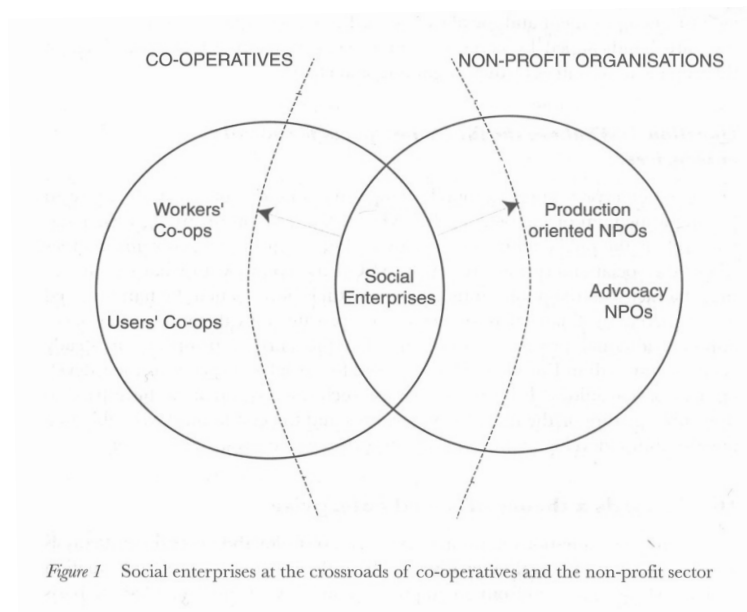 CO-OPERATIVES
NON-PROFIT ORGANISATIONS
Workers'
Co-ops
Production
oriented NPOs
Social
Enterprises
Advocacy
NPOs
Users' Co-ops
Figure 1 Social enterprises at the crossroads of co-operatives and the non-profit sector